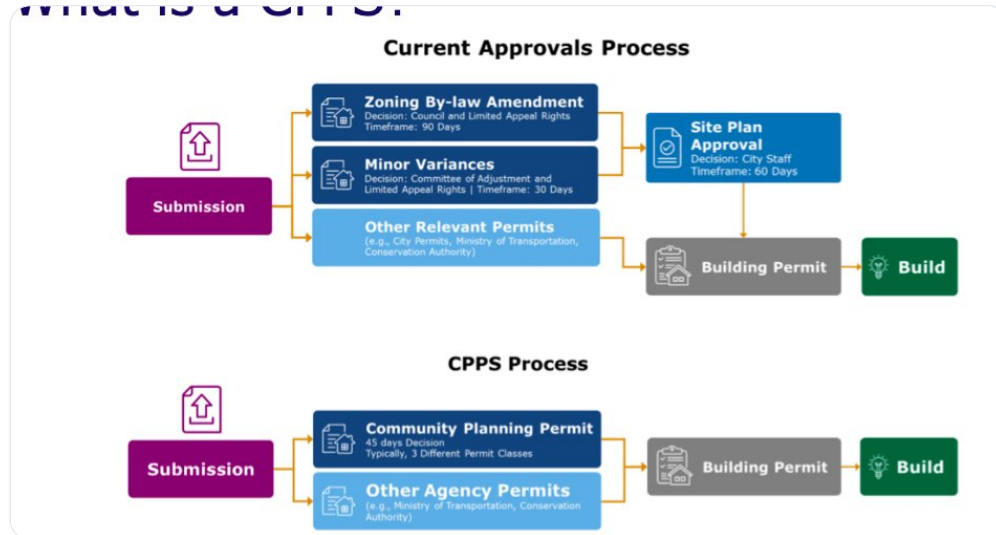 What is a CPPS?
Current Approvals Process
Zoning By-law Amendment
Decision: Council and Limited Appeal Rights
Timeframe: 90 Days
Submission
Minor Variances
Decision: Committee of Adjustment and
Limited Appeal Rights | Timeframe: 30 Days
Other Relevant Permits
(e.g., City Permits, Ministry of Transportation,
Conservation Authority)
Site Plan
Approval
Decision: City Staff
Timeframe: 60 Days
Building Permit
Build
CPPS Process
Submission
Community Planning Permit
45 days Decision
Typically, 3 Different Permit Classes
Other Agency Permits
(e.g., Ministry of Transportation, Conservation
Authority)
Building Permit
Build